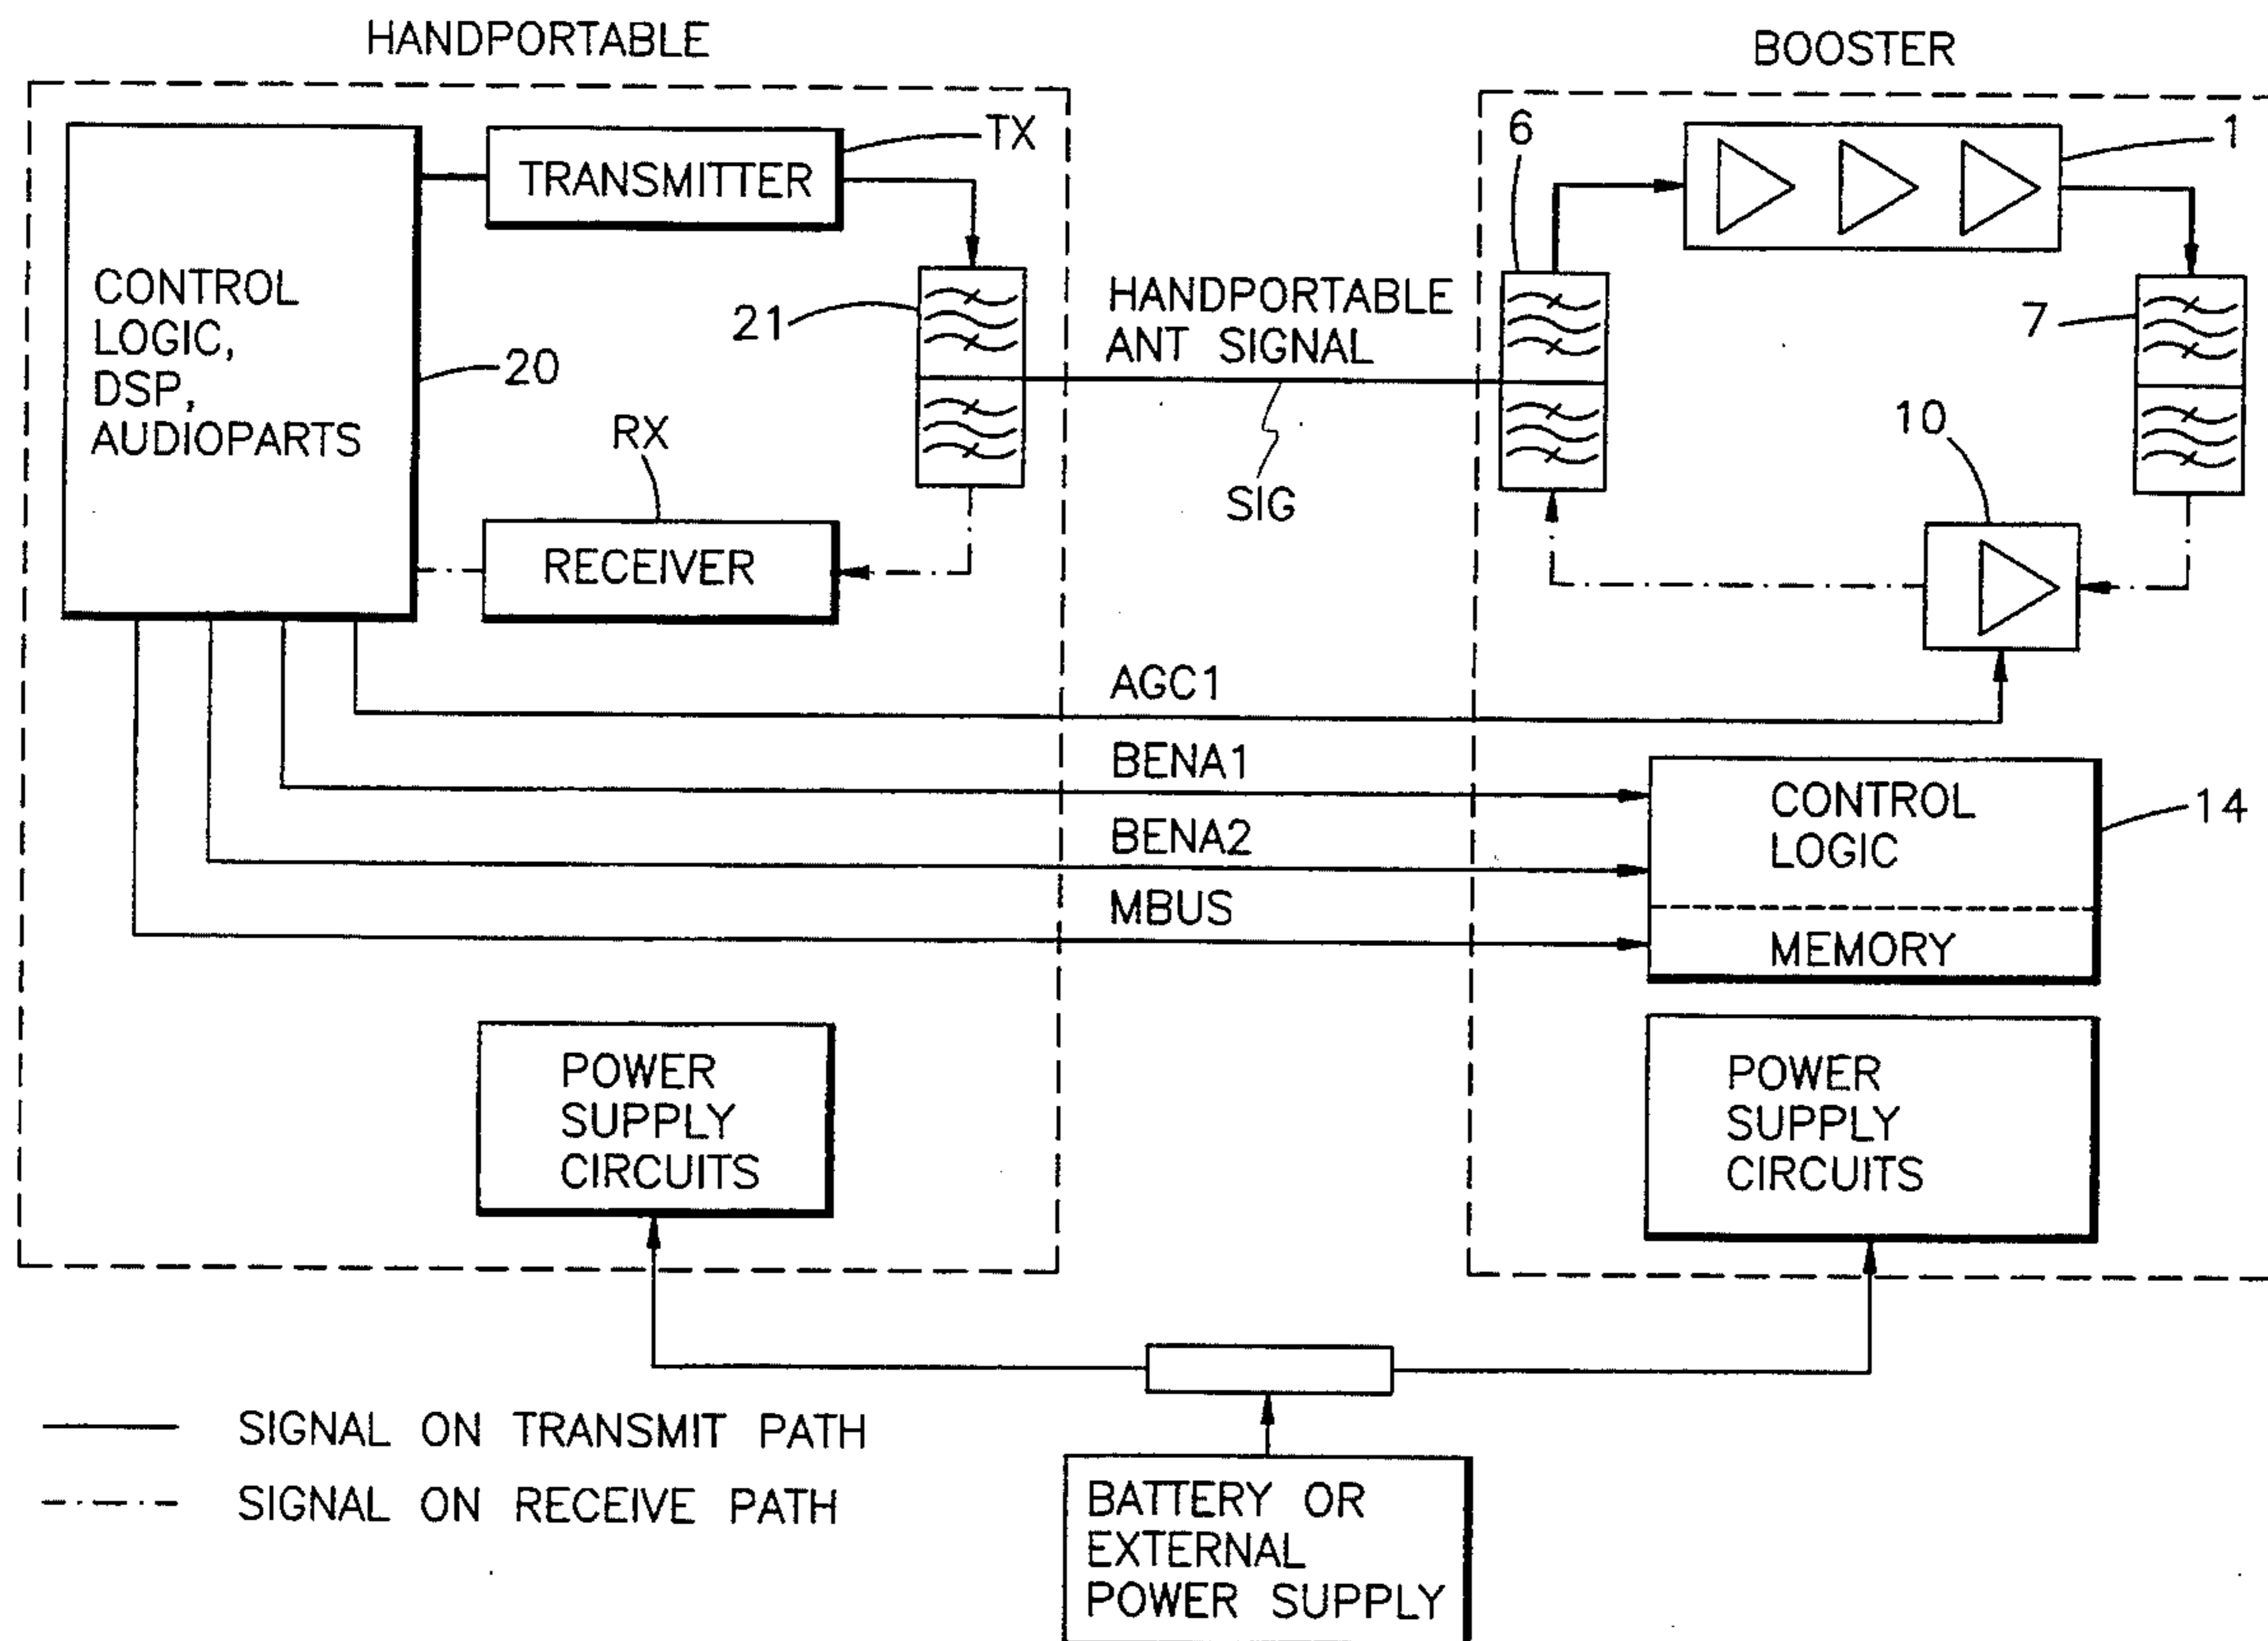 HANDPORTABLE
BOOSTER
CONTROL
LOGIC,
DSP,
AUDIOPARTS
20
TRANSMITTER
TX
21
RX
RECEIVER
HANDPORTABLE
ANT SIGNAL
SIG
6
1
7
10
AGC1
BENA1
BENA2
MBUS
CONTROL
LOGIC
MEMORY
14
POWER
SUPPLY
CIRCUITS
POWER
SUPPLY
CIRCUITS
SIGNAL ON TRANSMIT PATH
SIGNAL ON RECEIVE PATH
BATTERY OR
EXTERNAL
POWER SUPPLY